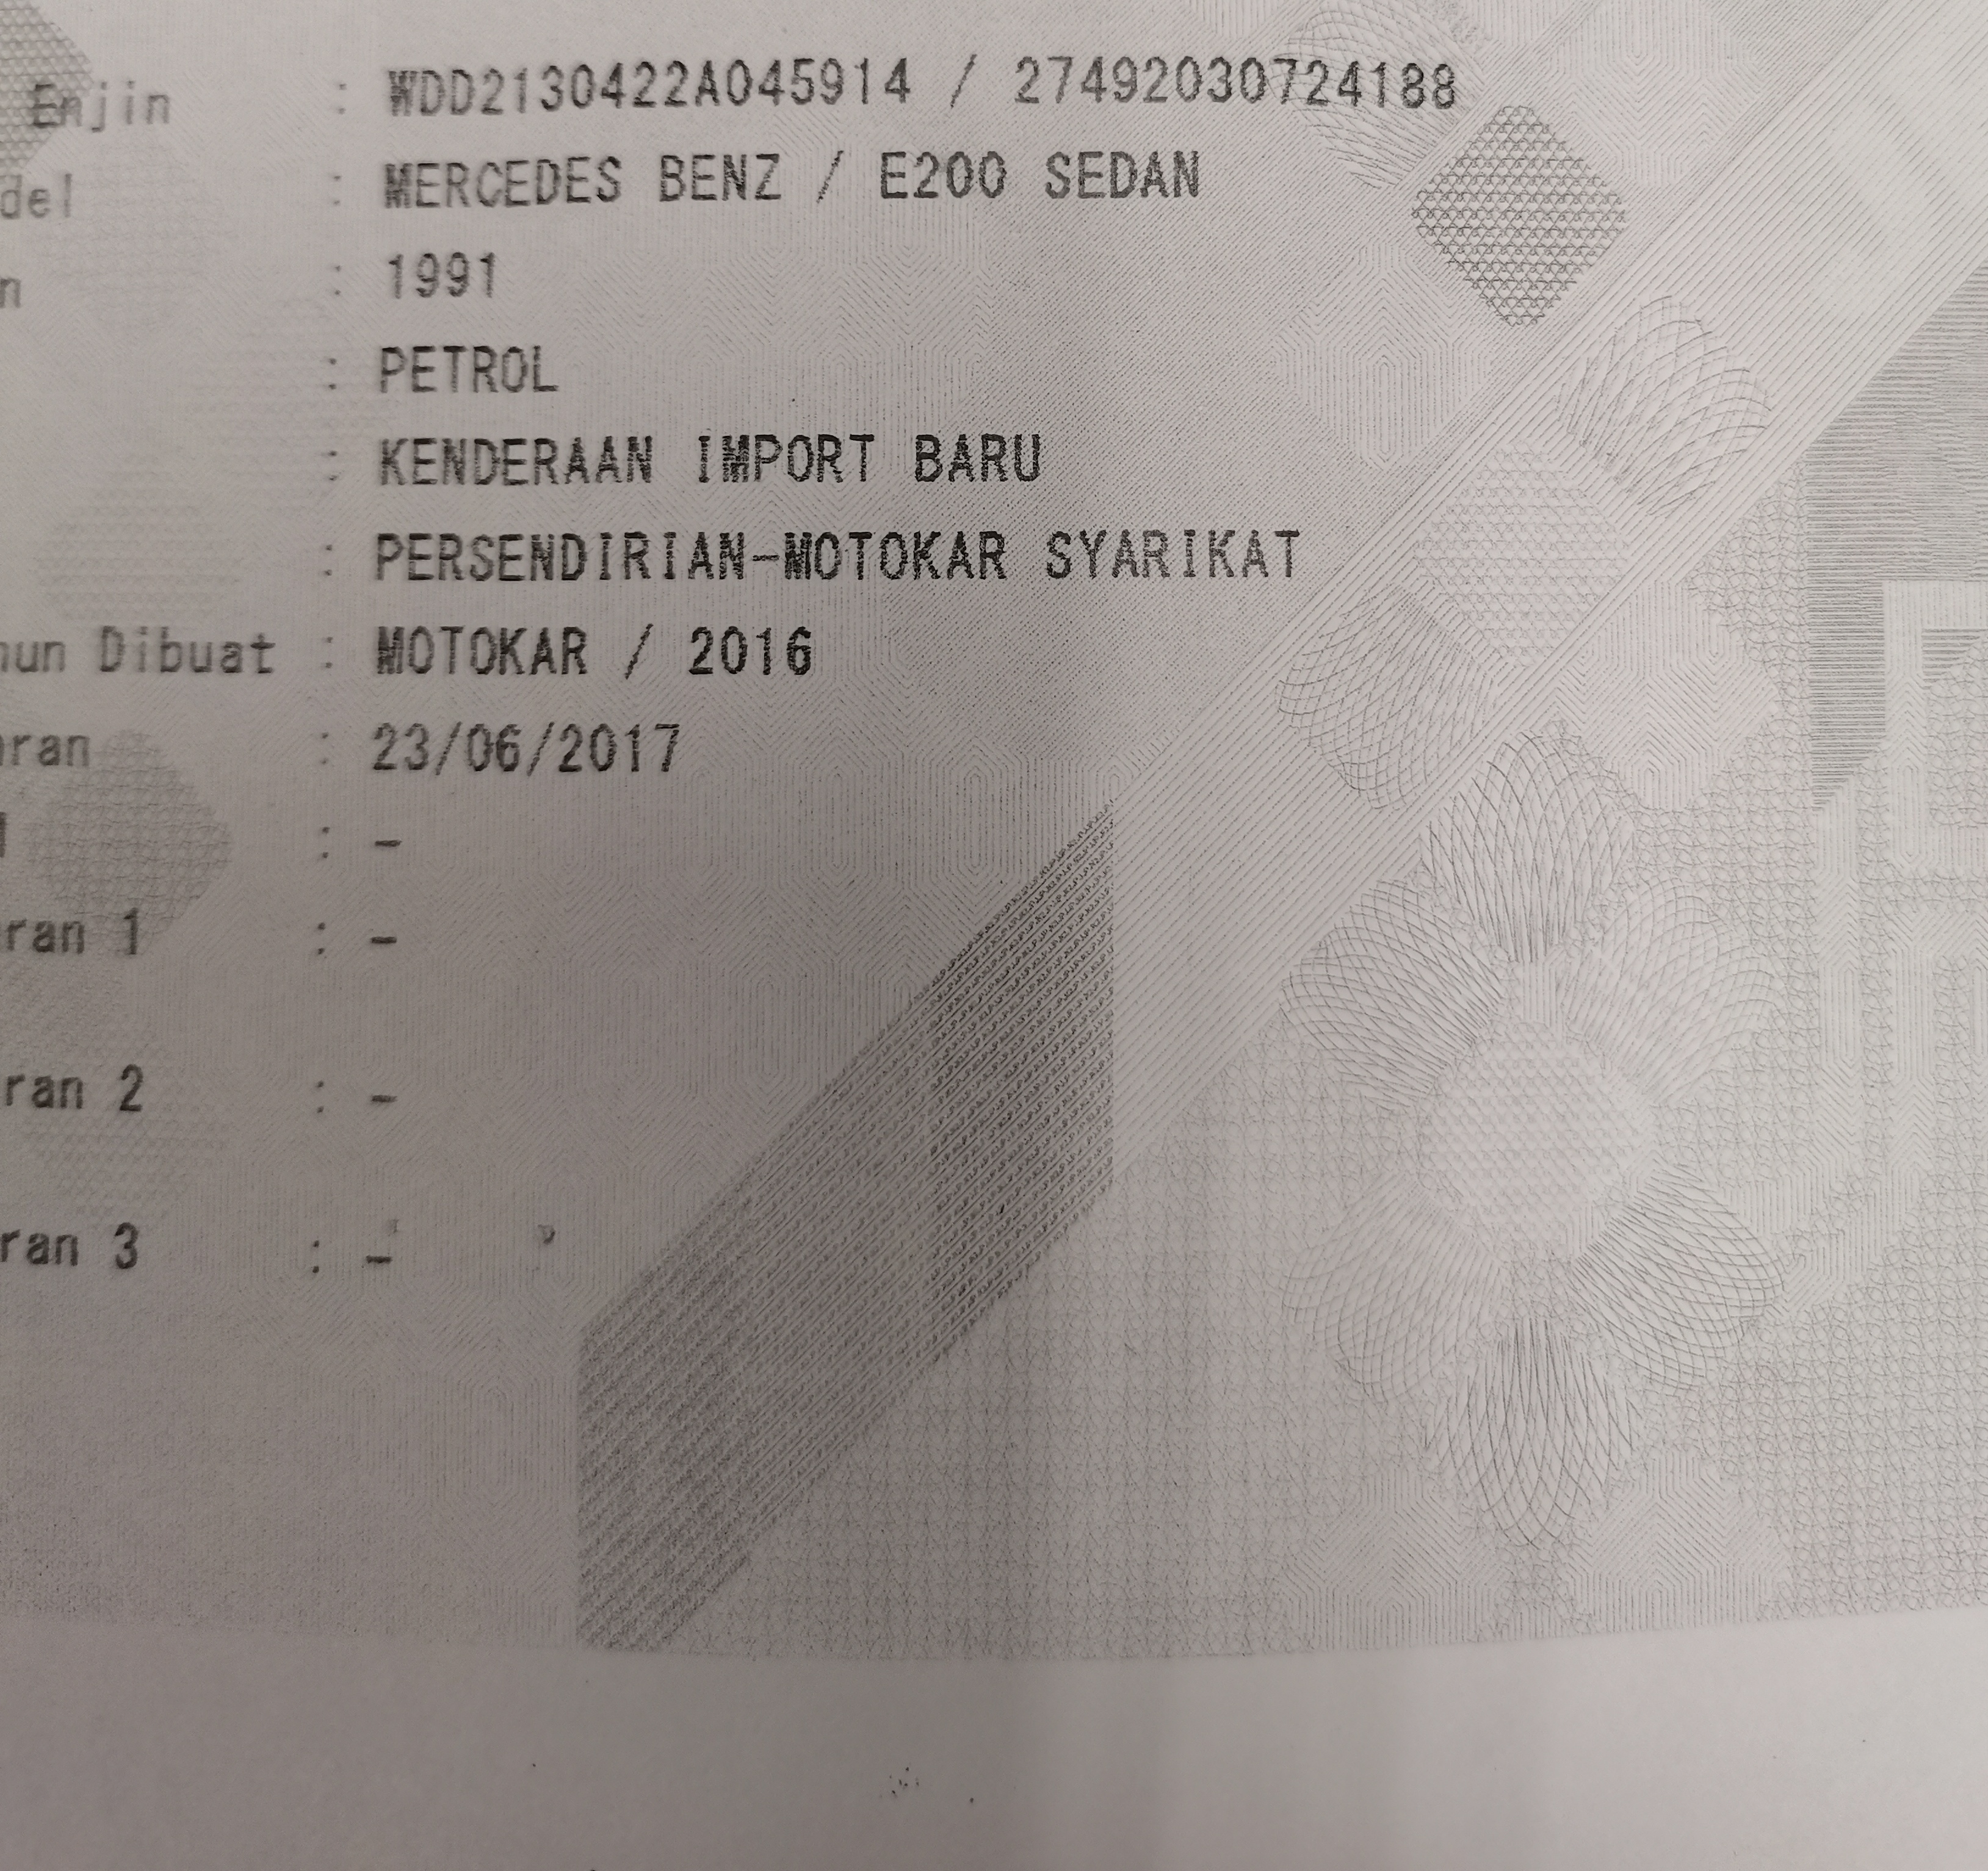 Enjin : WDD2130422A045914 / 27492030724188
del : MERCEDES BENZ / E200 SEDAN
n : 1991
: PETROL
: KENDERAAN IMPORT BARU
: PERSENDIRIAN-MOTOKAR SYARIKAT
hun Dibuat : MOTOKAR / 2016
aran : 23/06/2017
: -
ran 1 : -
ran 2 : -
ran 3 : -